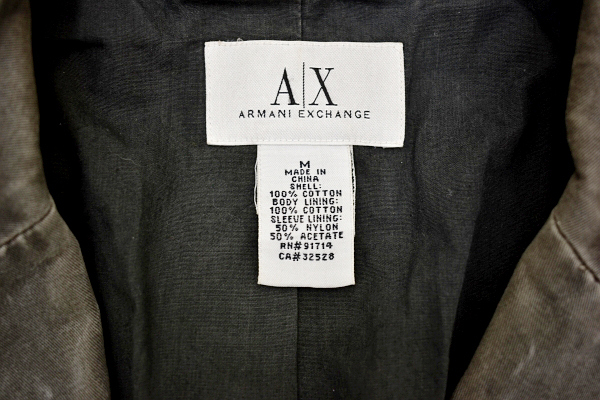 A|X
ARMANI EXCHANGE
M
MADE IN
CHINA
SHELL:
100% COTTON
BODY LINING:
100% COTTON
SLEEVE LINING:
50% NYLON
50% ACETATE
RN#91714
CA#32528